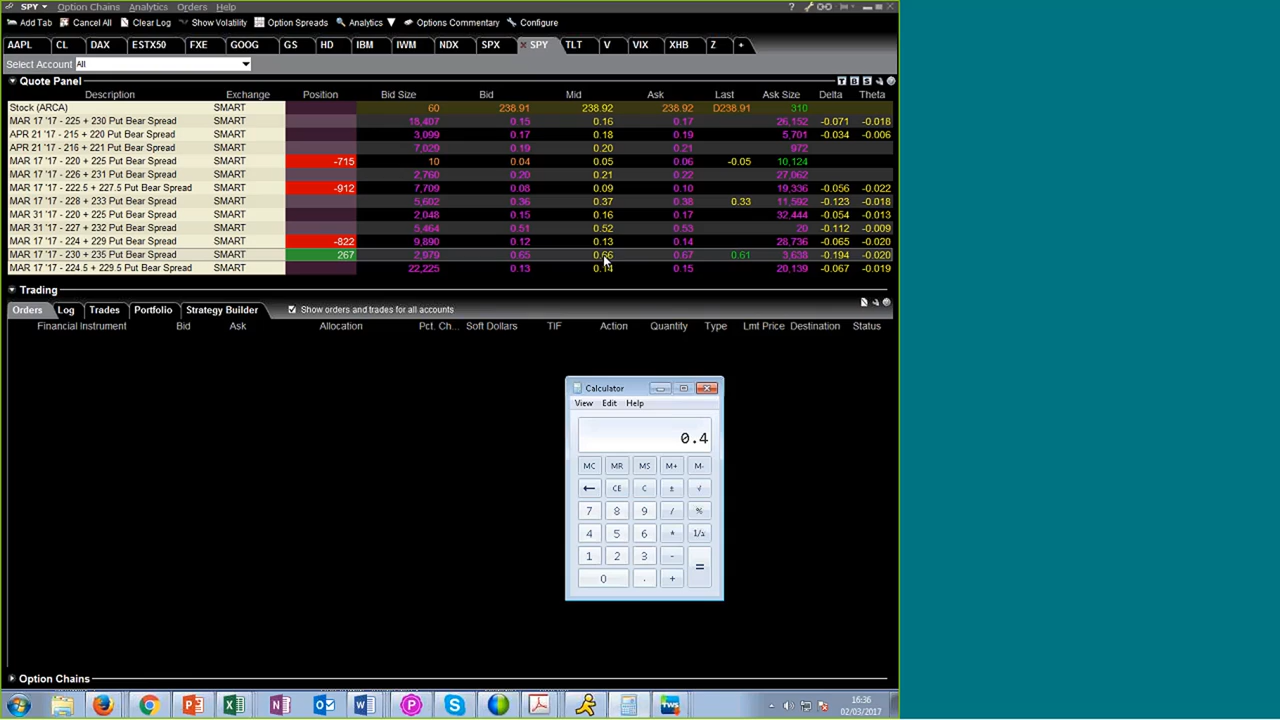 SPY Option Chains Analytics Orders Help ?
Add Tab Cancel All Clear Log Show Volatility Option Spreads Analytics Options Commentary Configure
AAPL CL DAX ESTX50 FXE GOOG GS HD IBM IWM NDX SPX × SPY TLT V VIX XHB Z +
Select Account All
Quote Panel T B S
Description Exchange Position Bid Size Bid Mid Ask Last Ask Size Delta Theta
Stock (ARCA) SMART 60 238.91 238.92 238.92 D238.91 310
MAR 17 '17 - 225 + 230 Put Bear Spread SMART 18,407 0.15 0.16 0.17 26,152 -0.071 -0.018
APR 21 '17 - 215 + 220 Put Bear Spread SMART 3,099 0.17 0.18 0.19 5,701 -0.034 -0.006
APR 21 '17 - 216 + 221 Put Bear Spread SMART 7,029 0.19 0.20 0.21 972
MAR 17 '17 - 220 + 225 Put Bear Spread SMART -715 10 0.04 0.05 0.06 -0.05 10,124
MAR 17 '17 - 226 + 231 Put Bear Spread SMART 2,760 0.20 0.21 0.22 27,062
MAR 17 '17 - 222.5 + 227.5 Put Bear Spread SMART -912 7,709 0.08 0.09 0.10 19,336 -0.056 -0.022
MAR 17 '17 - 228 + 233 Put Bear Spread SMART 5,602 0.36 0.37 0.38 0.33 11,592 -0.123 -0.018
MAR 31 '17 - 220 + 225 Put Bear Spread SMART 2,048 0.15 0.16 0.17 32,444 -0.054 -0.013
MAR 31 '17 - 227 + 232 Put Bear Spread SMART 5,464 0.51 0.52 0.53 20 -0.112 -0.009
MAR 17 '17 - 224 + 229 Put Bear Spread SMART -822 9,890 0.12 0.13 0.14 28,736 -0.065 -0.020
MAR 17 '17 - 230 + 235 Put Bear Spread SMART 267 2,979 0.65 0.66 0.67 0.61 3,638 -0.194 -0.020
MAR 17 '17 - 224.5 + 229.5 Put Bear Spread SMART 22,225 0.13 0.14 0.15 20,139 -0.067 -0.019
Trading
Orders Log Trades Portfolio Strategy Builder Show orders and trades for all accounts
Financial Instrument Bid Ask Allocation Pct. Ch... Soft Dollars TIF Action Quantity Type Lmt Price Destination Status
Calculator
View Edit Help
0.4
MC MR MS M+ M-
← CE C ± √
7 8 9 / %
4 5 6 * 1/x
1 2 3 - =
0 . +
Option Chains
16:36
02/03/2017